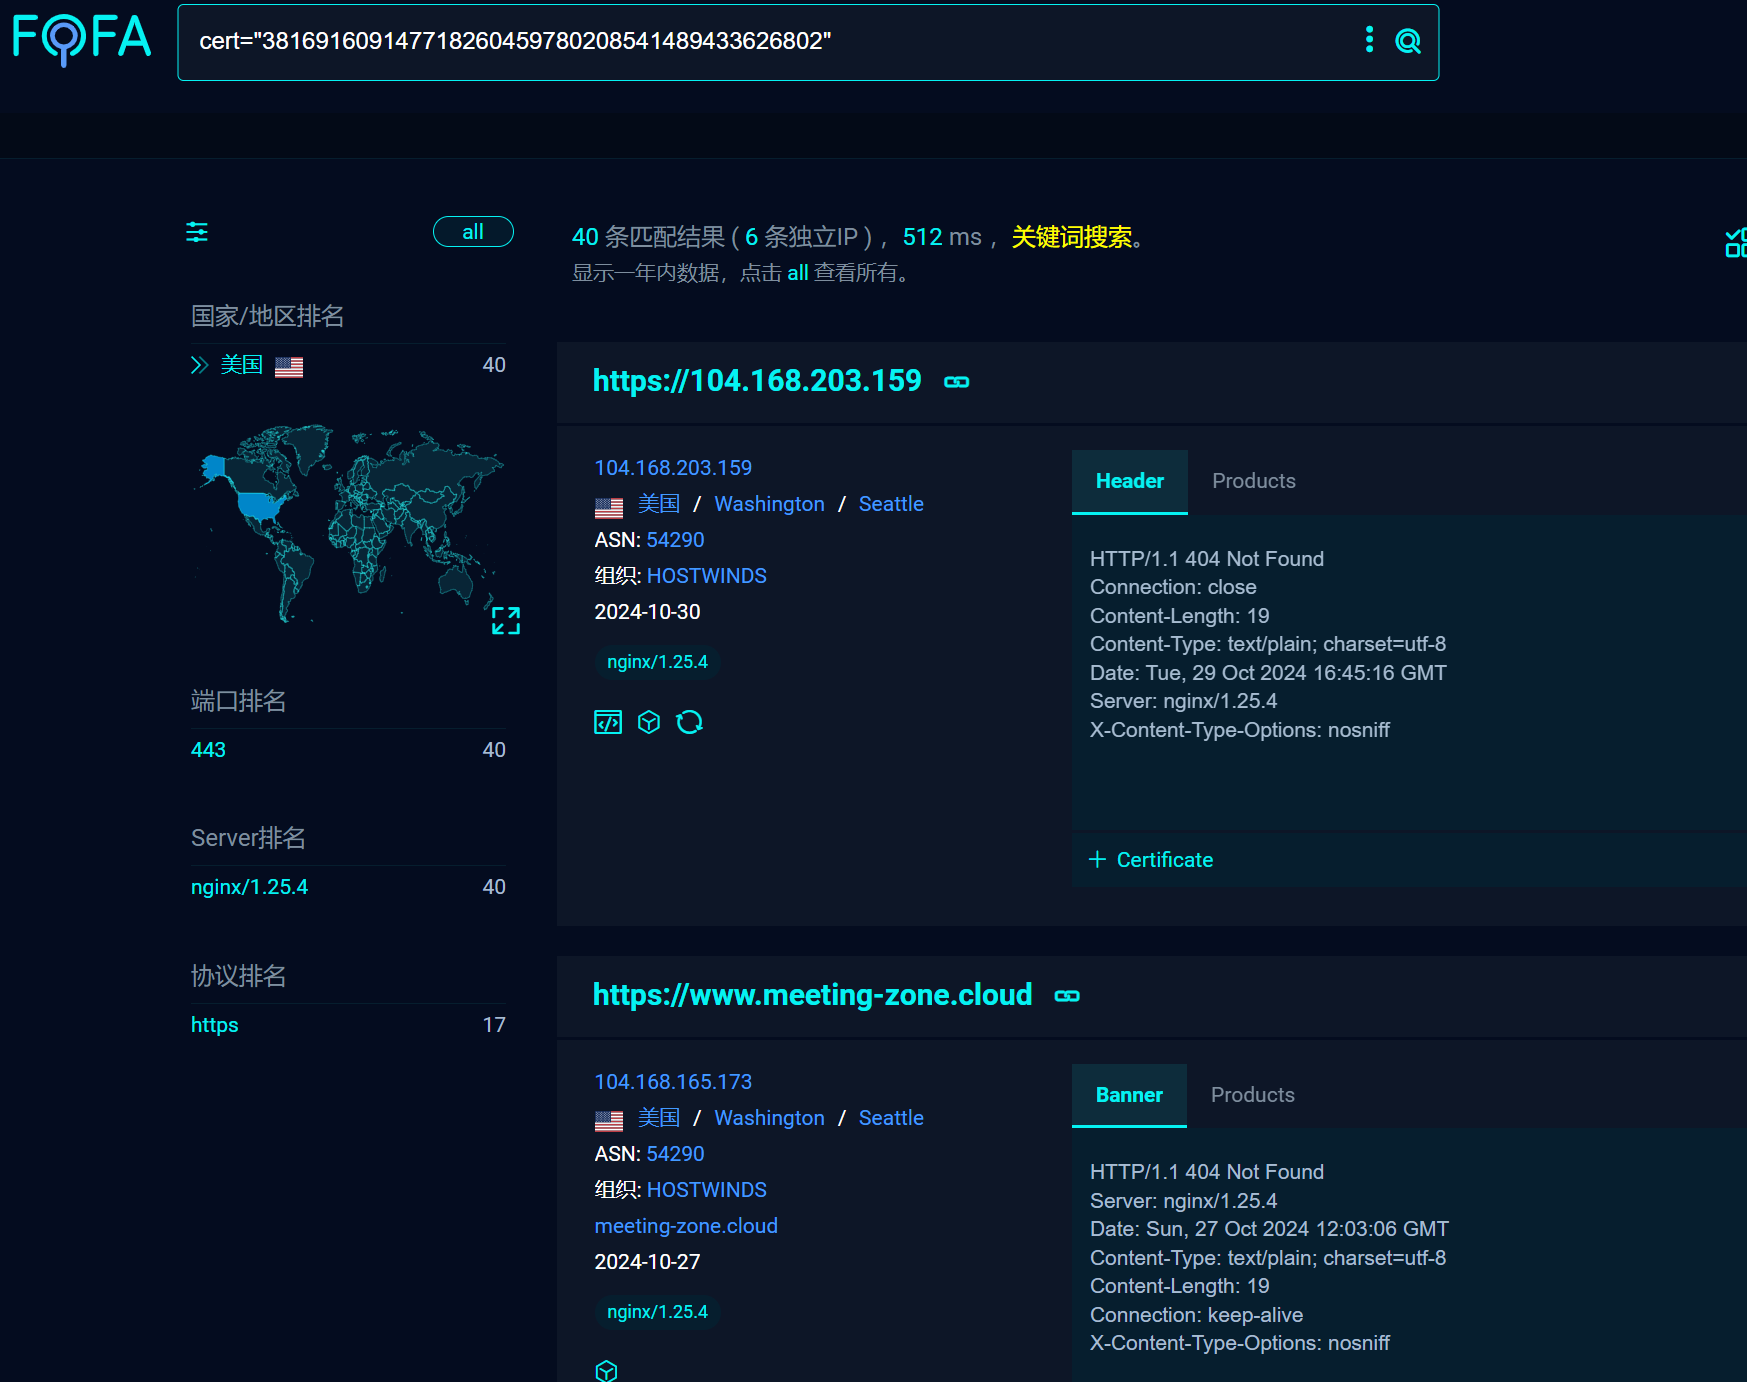 FOFA
cert="38169160914771826045978020854148943362​6802"
all
40 条匹配结果 ( 6 条独立IP ) ，512 ms ，关键词搜索。
显示一年内数据，点击 all 查看所有。
国家/地区排名
美国 40
端口排名
443 40
Server排名
nginx/1.25.4 40
协议排名
https 17
https://104.168.203.159
104.168.203.159
美国 / Washington / Seattle
ASN: 54290
组织: HOSTWINDS
2024-10-30
nginx/1.25.4
Header Products
HTTP/1.1 404 Not Found
Connection: close
Content-Length: 19
Content-Type: text/plain; charset=utf-8
Date: Tue, 29 Oct 2024 16:45:16 GMT
Server: nginx/1.25.4
X-Content-Type-Options: nosniff
+ Certificate
https://www.meeting-zone.cloud
104.168.165.173
美国 / Washington / Seattle
ASN: 54290
组织: HOSTWINDS
meeting-zone.cloud
2024-10-27
nginx/1.25.4
Banner Products
HTTP/1.1 404 Not Found
Server: nginx/1.25.4
Date: Sun, 27 Oct 2024 12:03:06 GMT
Content-Type: text/plain; charset=utf-8
Content-Length: 19
Connection: keep-alive
X-Content-Type-Options: nosniff